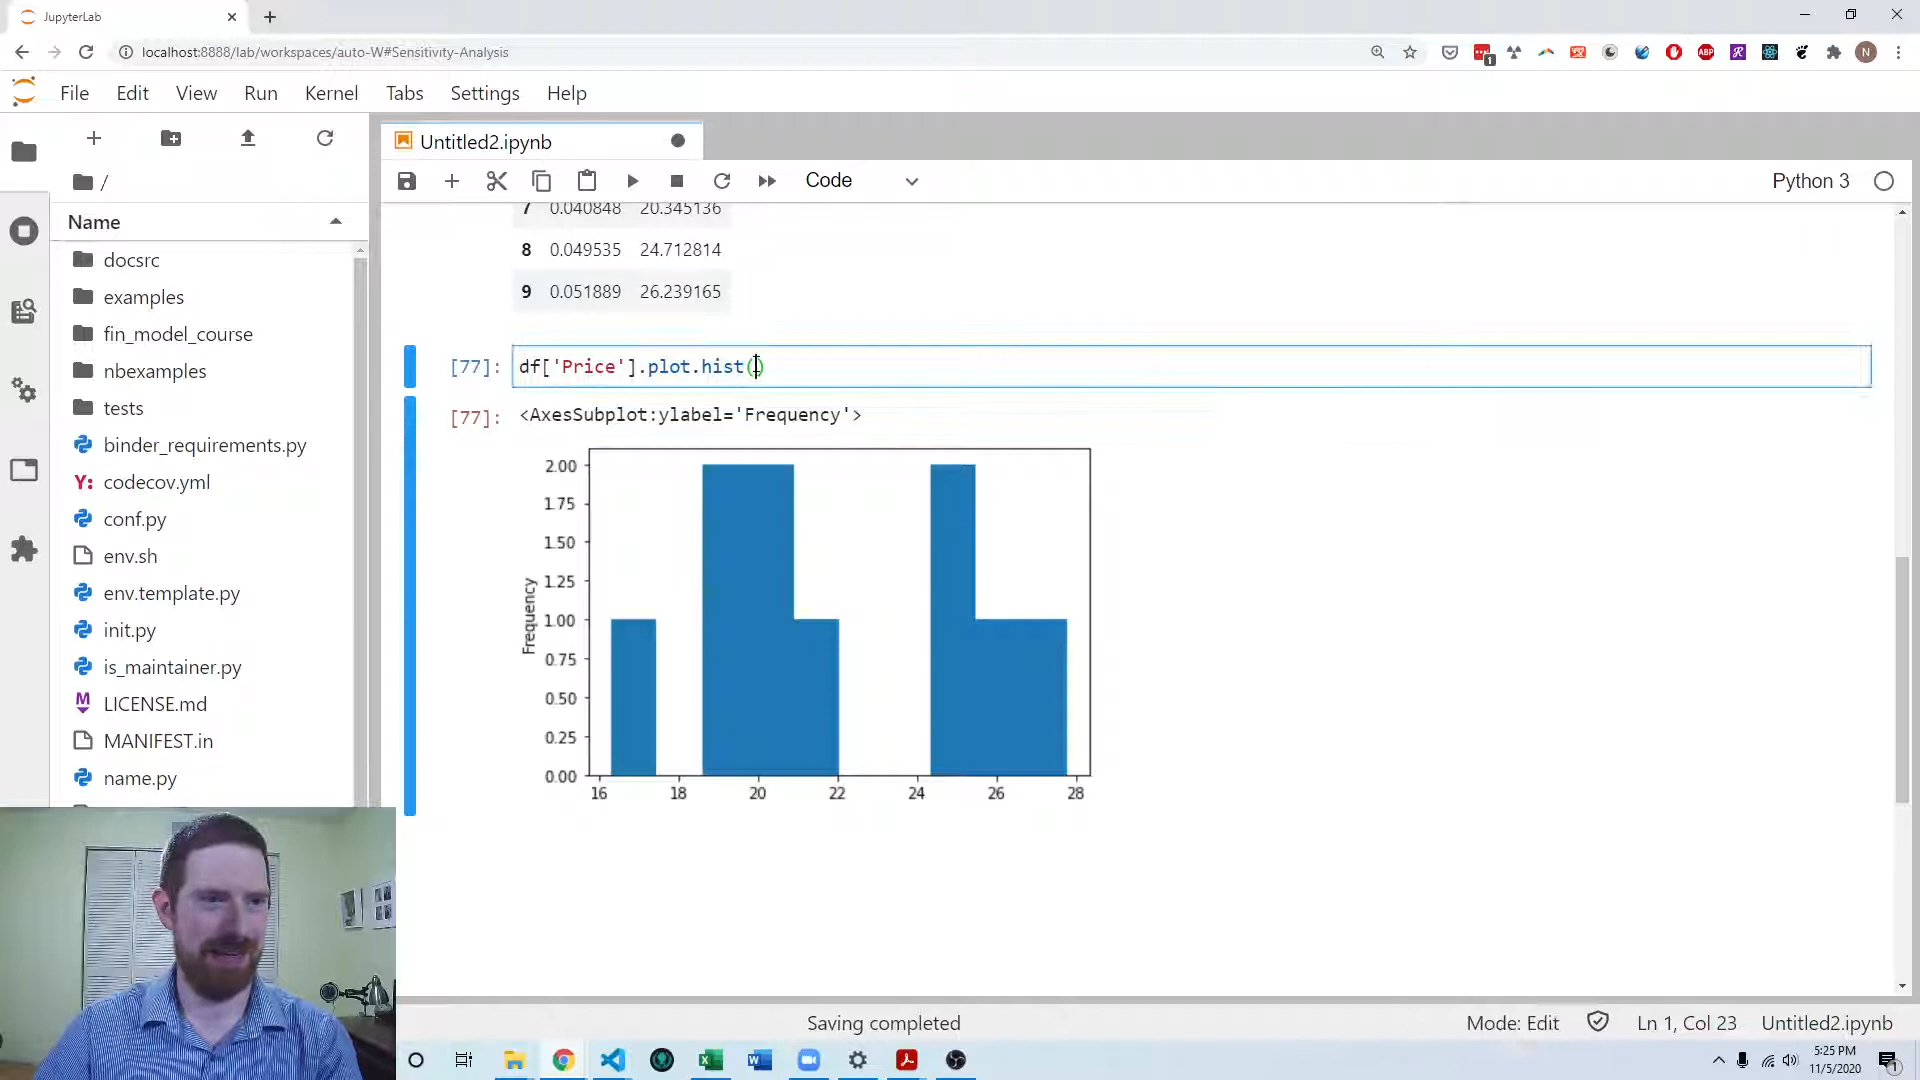 JupyterLab
localhost:8888/lab/workspaces/auto-W#Sensitivity-Analysis
1
ABP
N
File Edit View Run Kernel Tabs Settings Help
Untitled2.ipynb
Code
Python 3
/
Name
docsrc
examples
fin_model_course
nbexamples
tests
binder_requirements.py
Y: codecov.yml
conf.py
env.sh
env.template.py
init.py
is_maintainer.py
M LICENSE.md
MANIFEST.in
name.py
7 0.040848 20.345136
8 0.049535 24.712814
9 0.051889 26.239165
[77]: df['Price'].plot.hist()
[77]: <AxesSubplot:ylabel='Frequency'>
Frequency
2.00
1.75
1.50
1.25
1.00
0.75
0.50
0.25
0.00
16 18 20 22 24 26 28
Saving completed
Mode: Edit
Ln 1, Col 23
Untitled2.ipynb
5:25 PM
11/5/2020
1